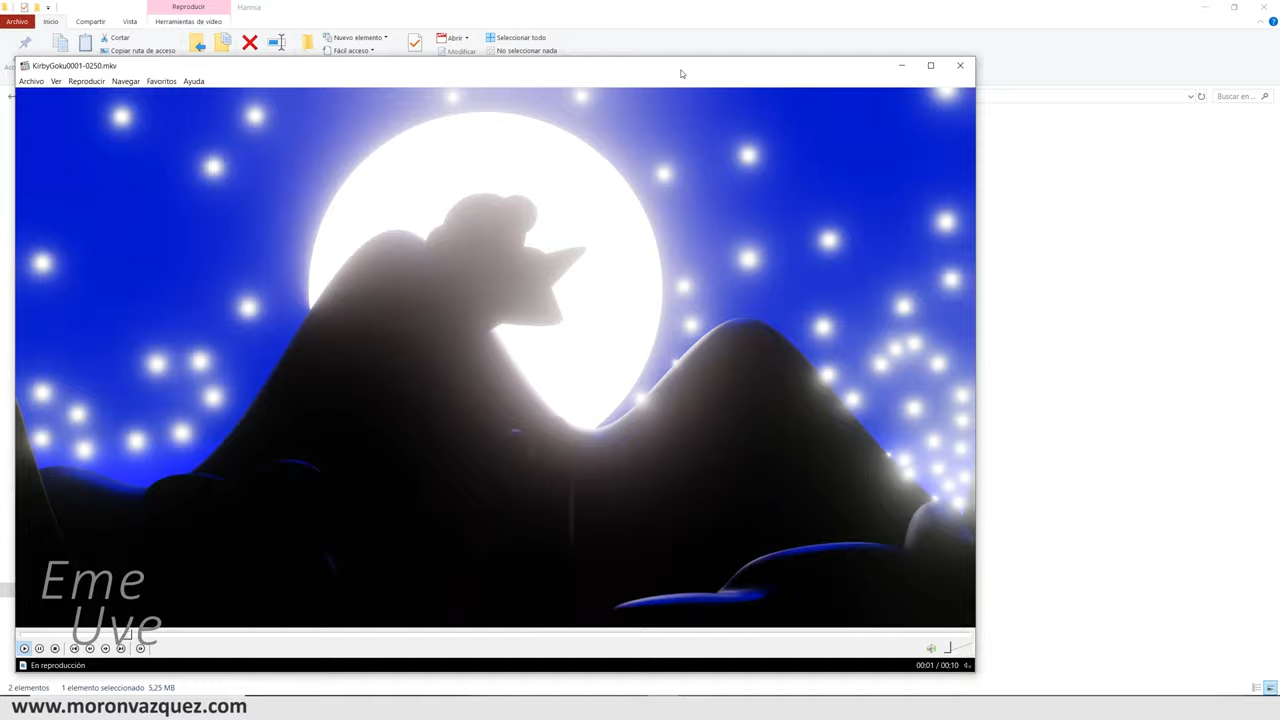 Reproducir
Hannia
Archivo
Inicio
Compartir
Vista
Herramientas de vídeo
Cortar
Copiar ruta de acceso
Nuevo elemento
Fácil acceso
Abrir
Modificar
Seleccionar todo
No seleccionar nada
KirbyGoku0001-0250.mkv
Archivo Ver Reproducir Navegar Favoritos Ayuda
Buscar en ...
Eme
Uve
En reproducción
00:01 / 00:10
2 elementos
1 elemento seleccionado 5,25 MB
www.moronvazquez.com